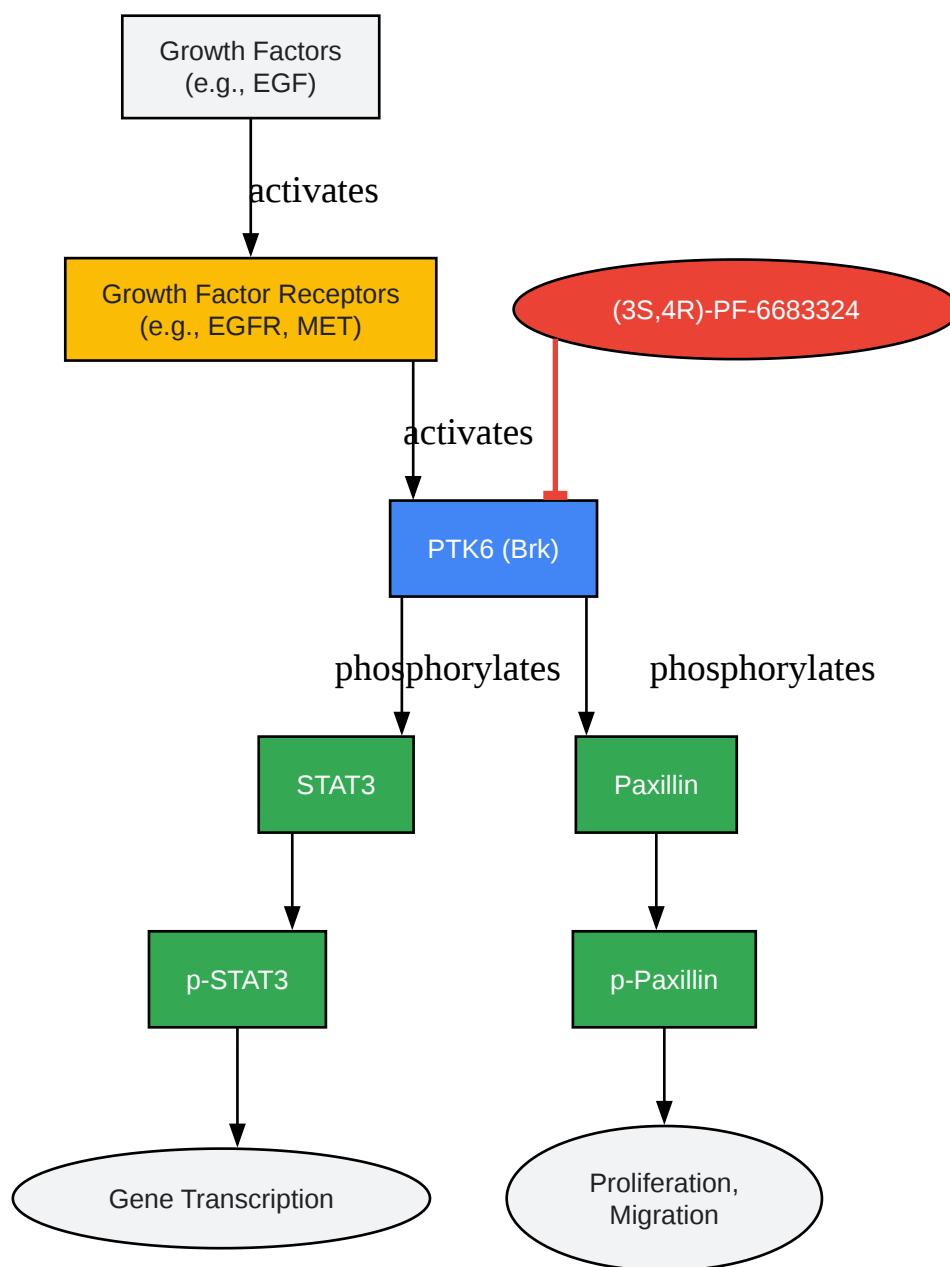 Growth Factors
(e.g., EGF)
activates
Growth Factor Receptors
(e.g., EGFR, MET)
(3S,4R)-PF-6683324
activates
PTK6 (Brk)
phosphorylates
phosphorylates
STAT3
Paxillin
p-STAT3
p-Paxillin
Gene Transcription
Proliferation,
Migration